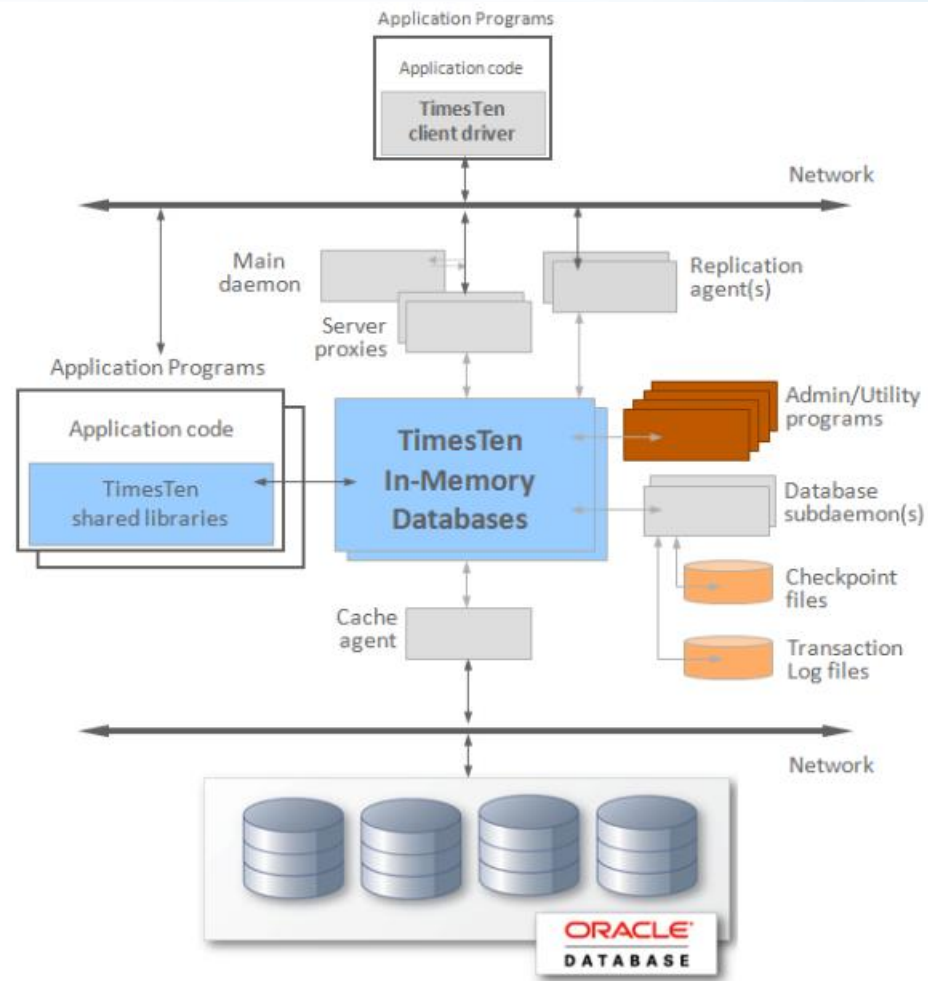 Application Programs
Application code
TimesTen
client driver
Network
Main
daemon
Server
proxies
Replication
agent(s)
Application Programs
Application code
TimesTen
shared libraries
TimesTen
In-Memory
Databases
Admin/Utility
programs
Database
subdaemon(s)
Checkpoint
files
Transaction
Log files
Cache
agent
Network
ORACLE
DATABASE